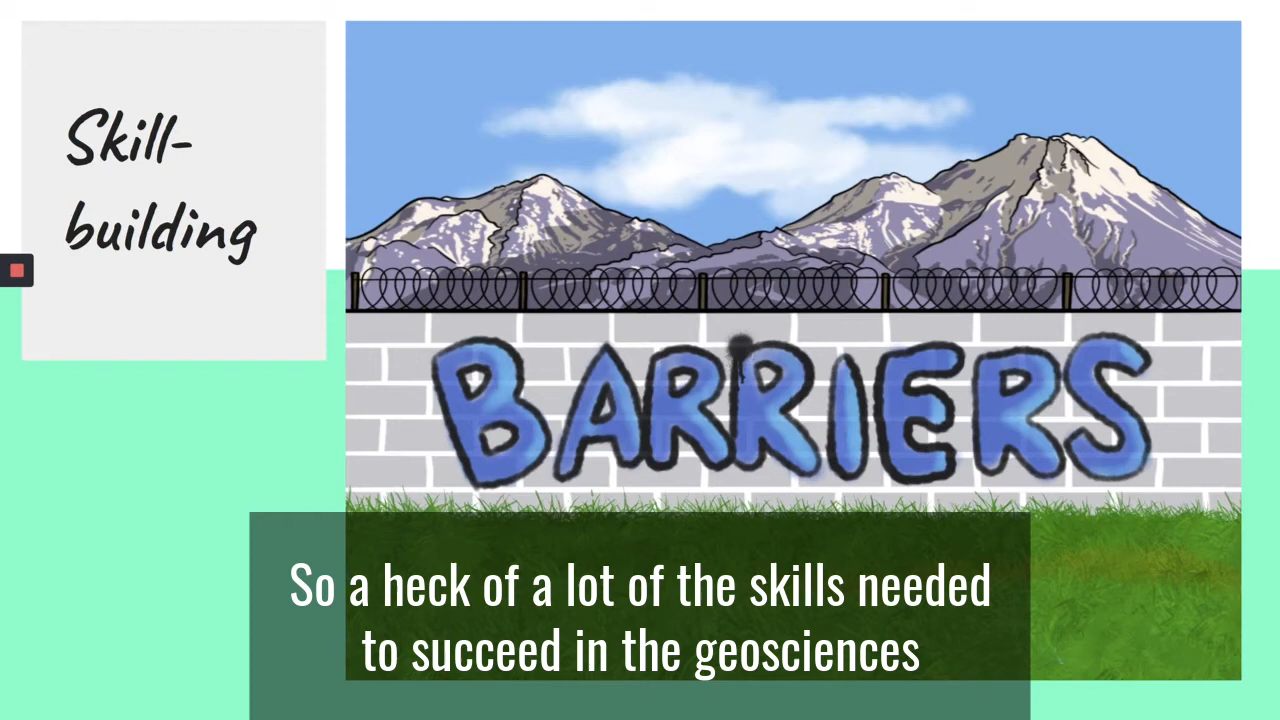 Skill-
building
BARRIERS
So a heck of a lot of the skills needed
to succeed in the geosciences